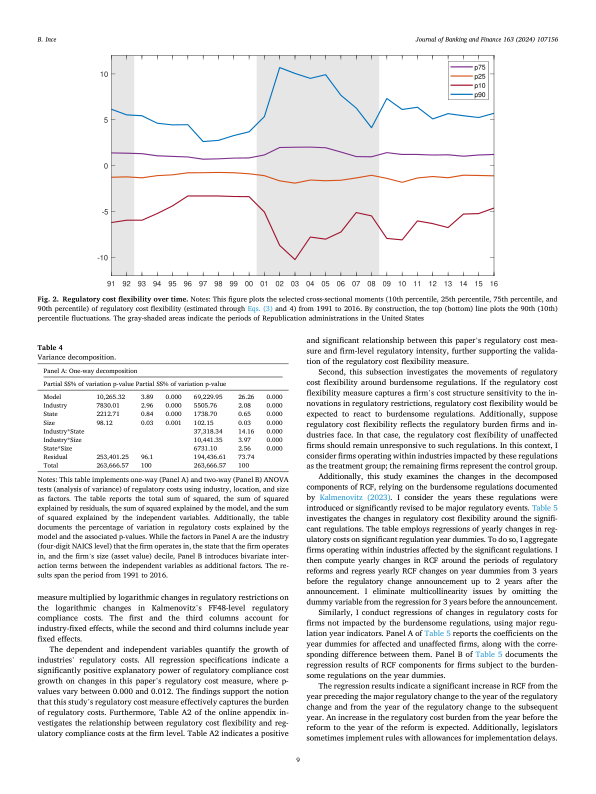 B. Ince
Journal of Banking and Finance 163 (2024) 107156
p75
p25
p10
p90
10
5
0
-5
-10
91 92 93 94 95 96 97 98 99 00 01 02 03 04 05 06 07 08 09 10 11 12 13 14 15 16
Fig. 2. Regulatory cost flexibility over time. Notes: This figure plots the selected cross-sectional moments (10th percentile, 25th percentile, 75th percentile, and
90th percentile) of regulatory cost flexibility (estimated through Eqs. (3) and 4) from 1991 to 2016. By construction, the top (bottom) line plots the 90th (10th)
percentile fluctuations. The gray-shaded areas indicate the periods of Republication administrations in the United States
Table 4
Variance decomposition.
Panel A: One-way decomposition
Partial SS% of variation p-value Partial SS% of variation p-value
Model 10,265.32 3.89 0.000 69,229.95 26.26 0.000
Industry 7830.01 2.96 0.000 5505.76 2.08 0.000
State 2212.71 0.84 0.000 1738.70 0.65 0.000
Size 98.12 0.03 0.001 102.15 0.03 0.000
Industry*State 37,318.34 14.16 0.000
Industry*Size 10,441.35 3.97 0.000
State*Size 6731.10 2.56 0.000
Residual 253,401.25 96.1 194,436.61 73.74
Total 263,666.57 100 263,666.57 100
Notes: This table implements one-way (Panel A) and two-way (Panel B) ANOVA
tests (analysis of variance) of regulatory costs using industry, location, and size
as factors. The table reports the total sum of squared, the sum of squared
explained by residuals, the sum of squared explained by the model, and the sum
of squared explained by the independent variables. Additionally, the table
documents the percentage of variation in regulatory costs explained by the
model and the associated p-values. While the factors in Panel A are the industry
(four-digit NAICS level) that the firm operates in, the state that the firm operates
in, and the firm's size (asset value) decile, Panel B introduces bivariate inter-
action terms between the independent variables as additional factors. The re-
sults span the period from 1991 to 2016.
measure multiplied by logarithmic changes in regulatory restrictions on
the logarithmic changes in Kalmenovitz's FF48-level regulatory
compliance costs. The first and the third columns account for
industry-fixed effects, while the second and third columns include year
fixed effects.
The dependent and independent variables quantify the growth of
industries' regulatory costs. All regression specifications indicate a
significantly positive explanatory power of regulatory compliance cost
growth on changes in this paper's regulatory cost measure, where p-
values vary between 0.000 and 0.012. The findings support the notion
that this study's regulatory cost measure effectively captures the burden
of regulatory costs. Furthermore, Table A2 of the online appendix in-
vestigates the relationship between regulatory cost flexibility and reg-
ulatory compliance costs at the firm level. Table A2 indicates a positive
and significant relationship between this paper's regulatory cost mea-
sure and firm-level regulatory intensity, further supporting the valida-
tion of the regulatory cost flexibility measure.
Second, this subsection investigates the movements of regulatory
cost flexibility around burdensome regulations. If the regulatory cost
flexibility measure captures a firm's cost structure sensitivity to the in-
novations in regulatory restrictions, regulatory cost flexibility would be
expected to react to burdensome regulations. Additionally, suppose
regulatory cost flexibility reflects the regulatory burden firms and in-
dustries face. In that case, the regulatory cost flexibility of unaffected
firms should remain unresponsive to such regulations. In this context, I
consider firms operating within industries impacted by these regulations
as the treatment group; the remaining firms represent the control group.
Additionally, this study examines the changes in the decomposed
components of RCF, relying on the burdensome regulations documented
by Kalmenovitz (2023). I consider the years these regulations were
introduced or significantly revised to be major regulatory events. Table 5
investigates the changes in regulatory cost flexibility around the signifi-
cant regulations. The table employs regressions of yearly changes in reg-
ulatory costs on significant regulation year dummies. To do so, I aggregate
firms operating within industries affected by the significant regulations. I
then compute yearly changes in RCF around the periods of regulatory
reforms and regress yearly RCF changes on year dummies from 3 years
before the regulatory change announcement up to 2 years after the
announcement. I eliminate multicollinearity issues by omitting the
dummy variable from the regression for 3 years before the announcement.
Similarly, I conduct regressions of changes in regulatory costs for
firms not impacted by the burdensome regulations, using major regu-
lation year indicators. Panel A of Table 5 reports the coefficients on the
year dummies for affected and unaffected firms, along with the corre-
sponding difference between them. Panel B of Table 5 documents the
regression results of RCF components for firms subject to the burden-
some regulations on the year dummies.
The regression results indicate a significant increase in RCF from the
year preceding the major regulatory change to the year of the regulatory
change and from the year of the regulatory change to the subsequent
year. An increase in the regulatory cost burden from the year before the
reform to the year of the reform is expected. Additionally, legislators
sometimes implement rules with allowances for implementation delays.
9